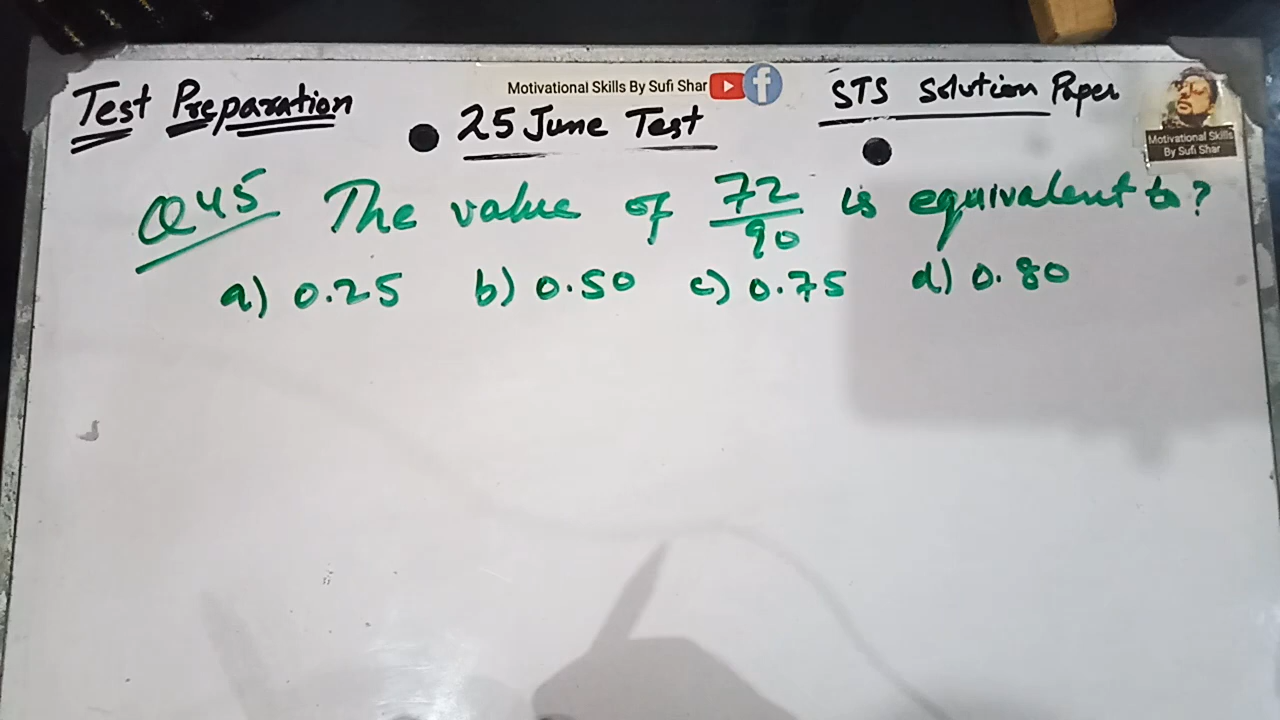 Test Preparation
Motivational Skills By Sufi Shar
STS Solution Paper
25 June Test
Motivational Skills
By Sufi Shar
Q45 The value of 72/90 is equivalent to?
a) 0.25 b) 0.50 c) 0.75 d) 0.80